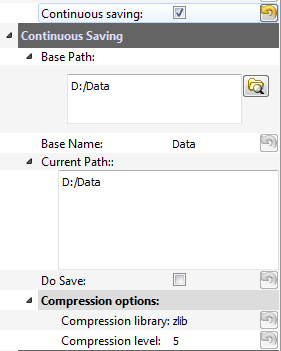 Continuous saving:
Continuous Saving
Base Path:
D:/Data
Base Name: Data
Current Path::
D:/Data
Do Save:
Compression options:
Compression library: zlib
Compression level: 5